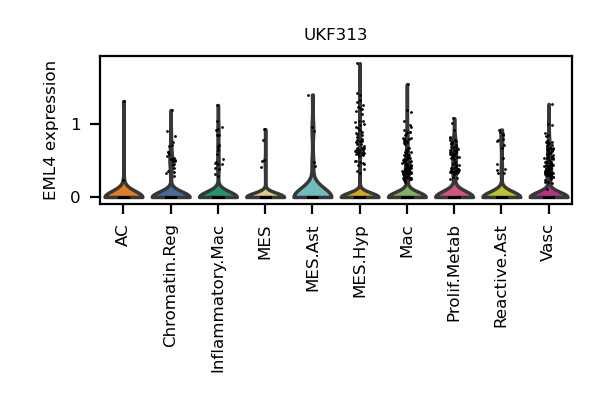 UKF313
EML4 expression
1
0
AC
Chromatin.Reg
Inflammatory.Mac
MES
MES.Ast
MES.Hyp
Mac
Prolif.Metab
Reactive.Ast
Vasc